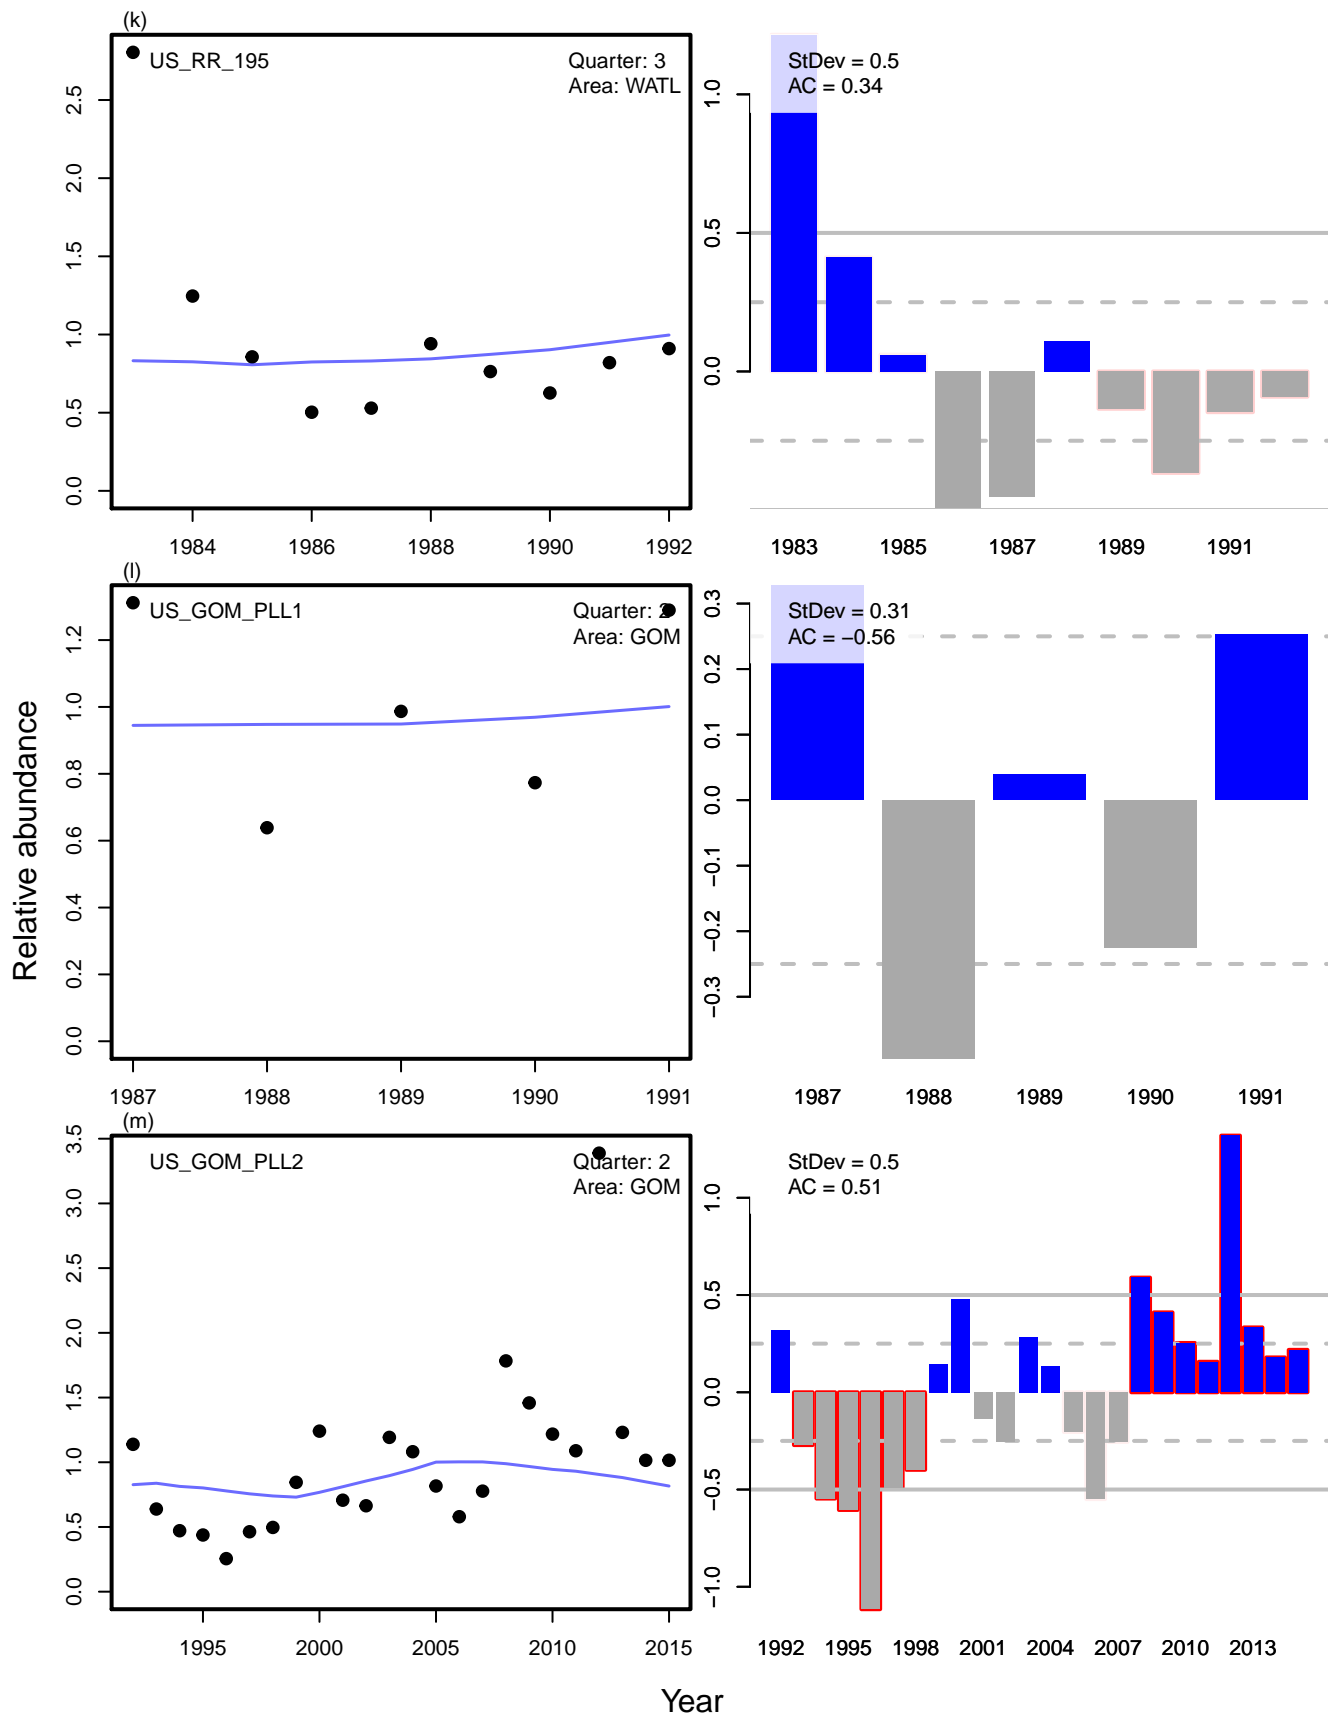 (k)
US_RR_195
Quarter: 3
Area: WATL
0.0 0.5 1.0 1.5 2.0 2.5
1984 1986 1988 1990 1992
StDev = 0.5
AC = 0.34
0.0 0.5 1.0
1983 1985 1987 1989 1991
(l)
US_GOM_PLL1
Quarter: 2
Area: GOM
0.0 0.2 0.4 0.6 0.8 1.0 1.2
1987 1988 1989 1990 1991
StDev = 0.31
AC = −0.56
−0.3 −0.2 −0.1 0.0 0.1 0.2 0.3
1987 1988 1989 1990 1991
(m)
US_GOM_PLL2
Quarter: 2
Area: GOM
0.0 0.5 1.0 1.5 2.0 2.5 3.0 3.5
1995 2000 2005 2010 2015
StDev = 0.5
AC = 0.51
−1.0 −0.5 0.0 0.5 1.0
1992 1995 1998 2001 2004 2007 2010 2013
Relative abundance
Year